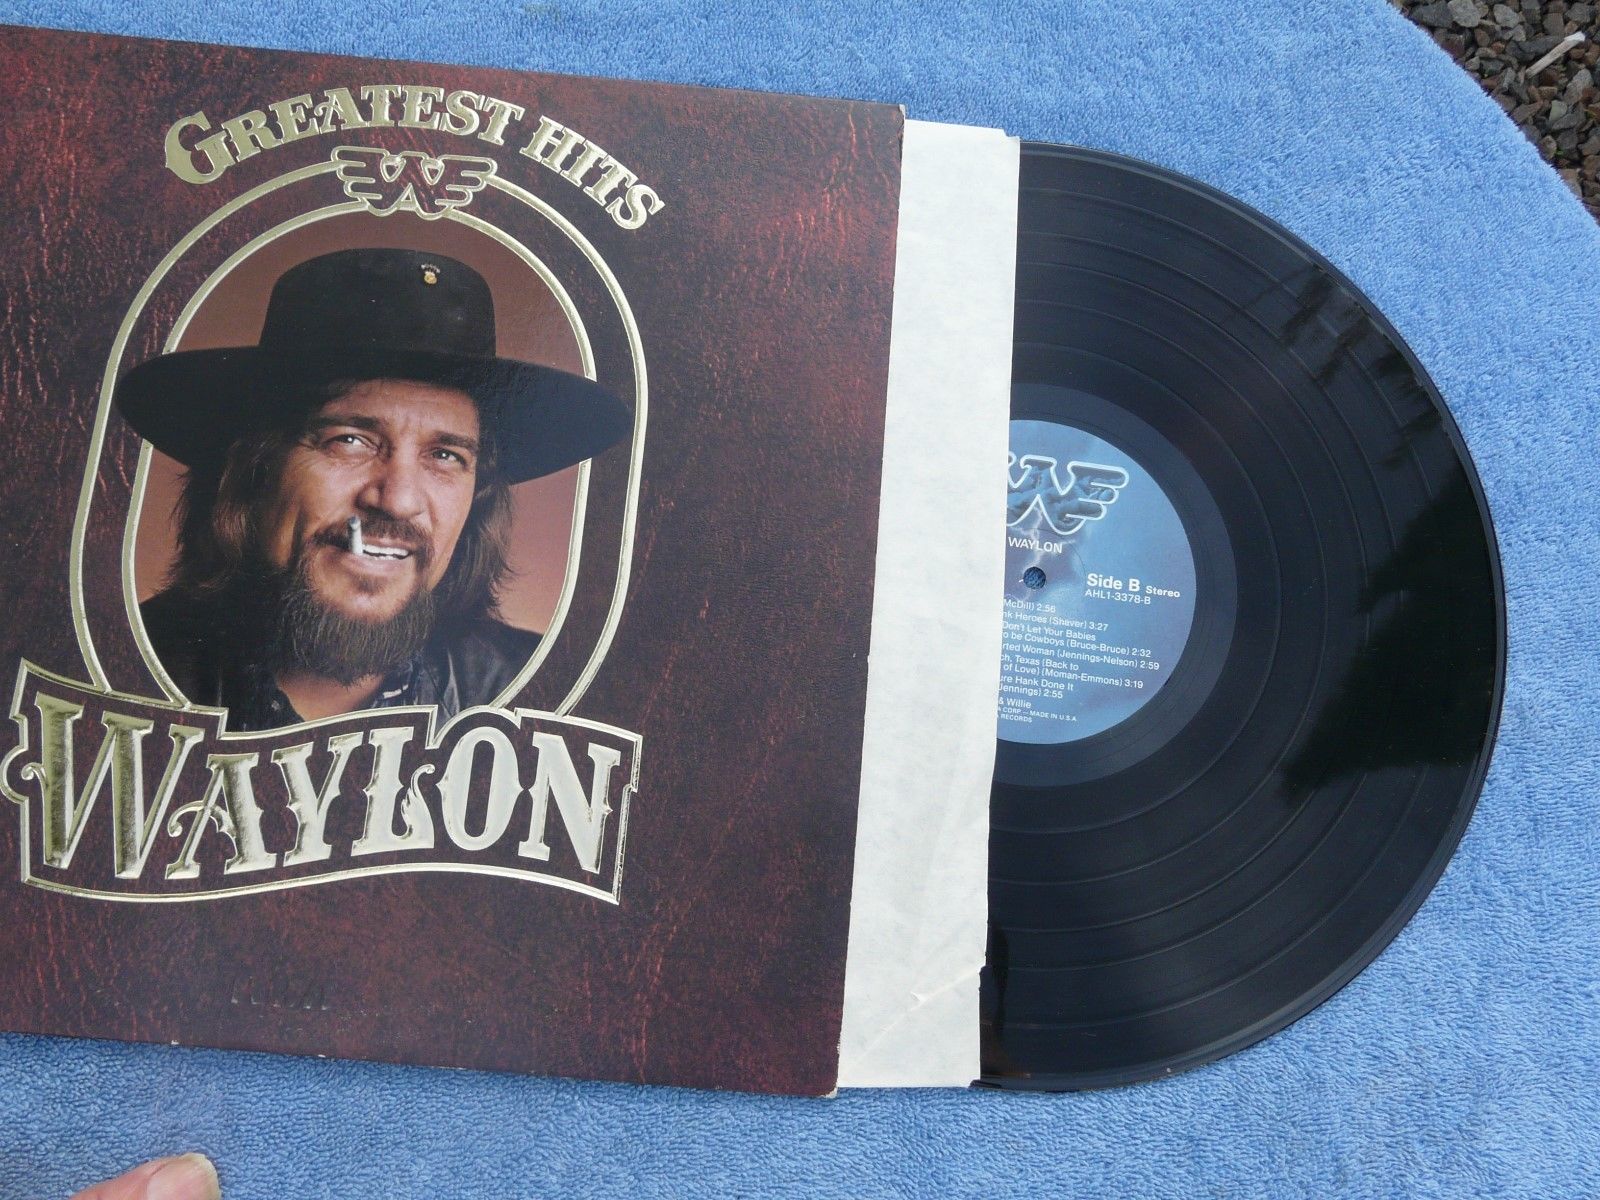 GREATEST HITS
WAYLON
WAYLON
Side B Stereo
AHL1-3378-B
McDill) 2:56
nk Heroes (Shaver) 3:27
Don't Let Your Babies
o be Cowboys (Bruce-Bruce) 2:32
rted Woman (Jennings-Nelson) 2:59
ch, Texas (Back to
of Love) (Moman-Emmons) 3:19
ure Hank Done It
Jennings) 2:55
& Willie
A CORP — MADE IN U.S.A
A RECORDS